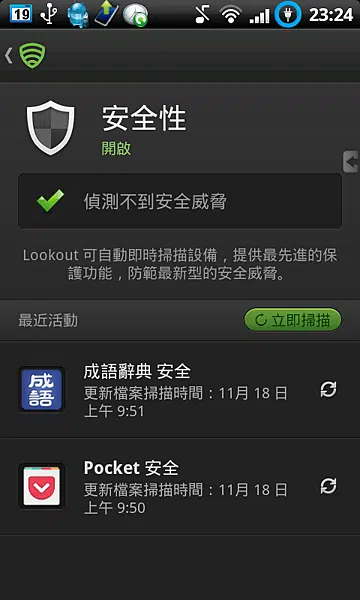 19
23:24
安全性
開啟
偵測不到安全威脅
Lookout 可自動即時掃描設備，提供最先進的保
護功能，防範最新型的安全威脅。
最近活動
立即掃描
成語
成語辭典 安全
更新檔案掃描時間：11月 18 日
上午 9:51
Pocket 安全
更新檔案掃描時間：11月 18 日
上午 9:50